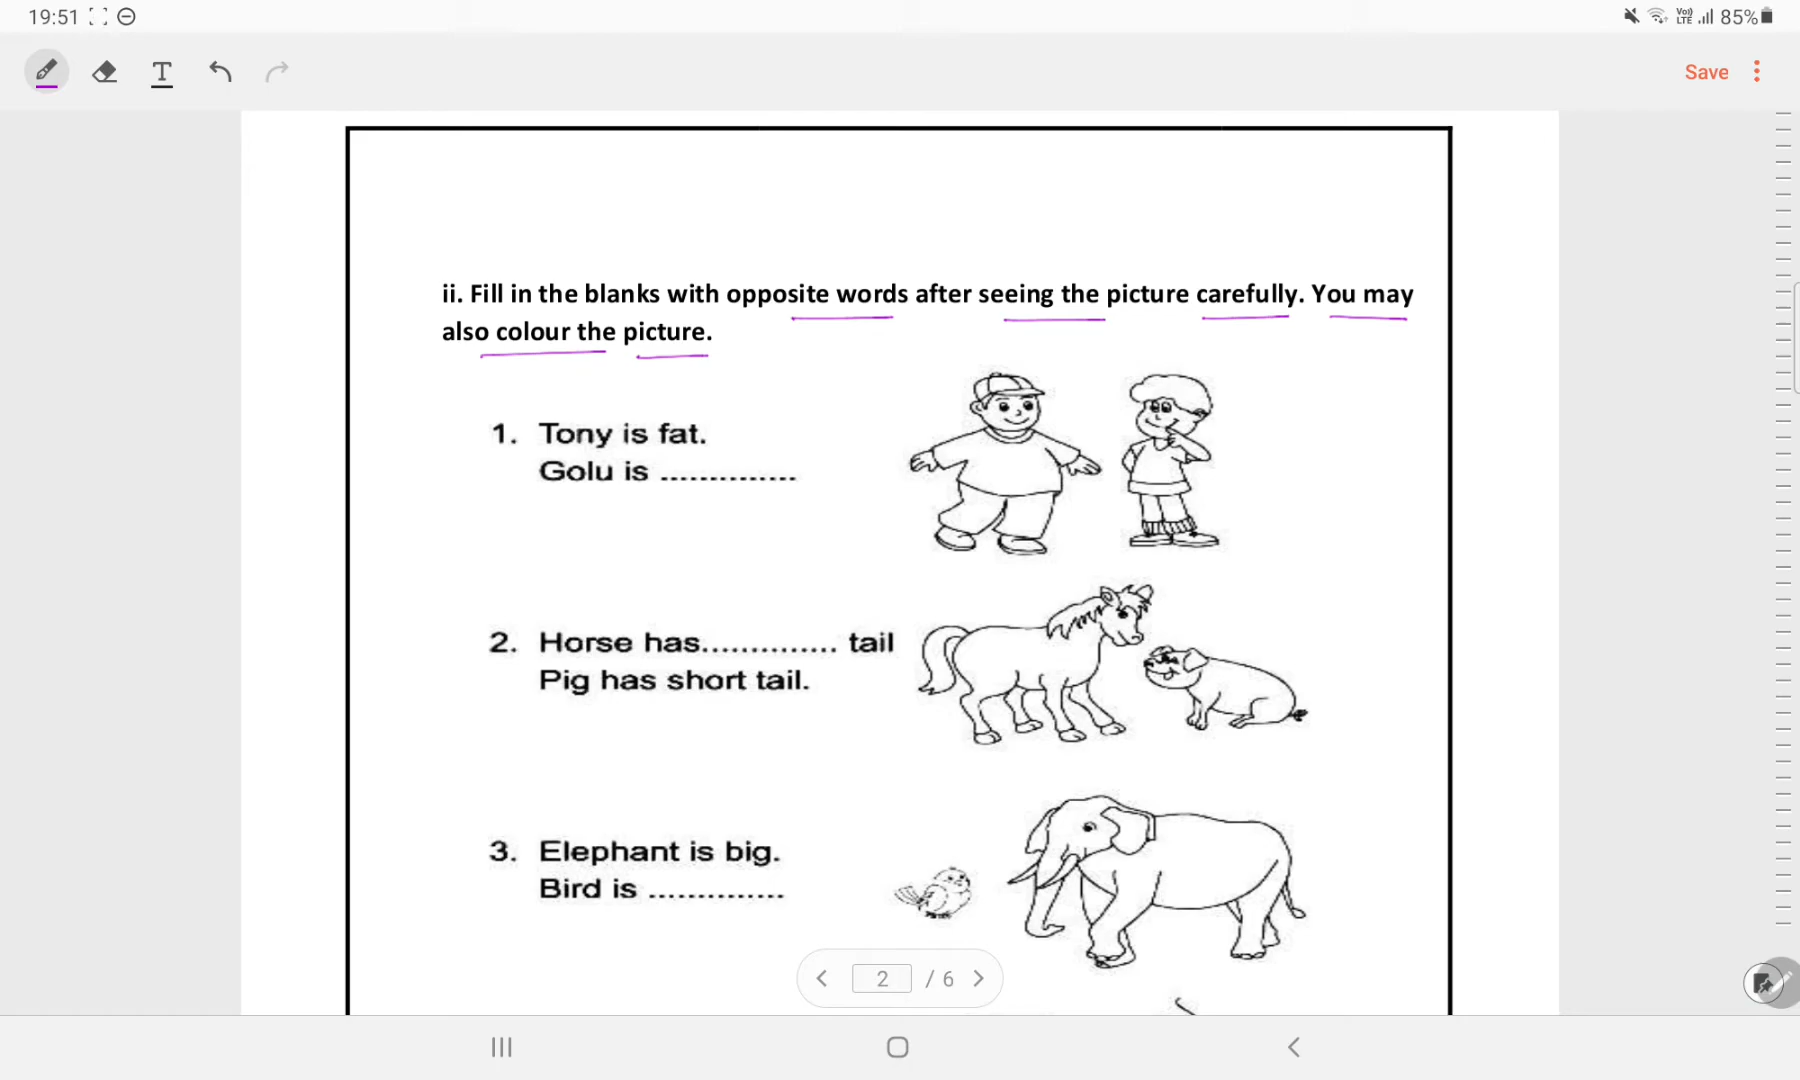 19:51
Vo))
LTE
85%
T
Save
ii. Fill in the blanks with opposite words after seeing the picture carefully. You may
also colour the picture.
1. Tony is fat.
Golu is ..............
2. Horse has.............. tail
Pig has short tail.
3. Elephant is big.
Bird is ..............
2 / 6